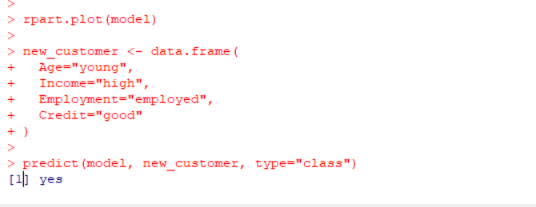 >
> rpart.plot(model)
>
> new_customer <- data.frame(
+   Age="young",
+   Income="high",
+   Employment="employed",
+   Credit="good"
+ )
>
> predict(model, new_customer, type="class")
[1] yes